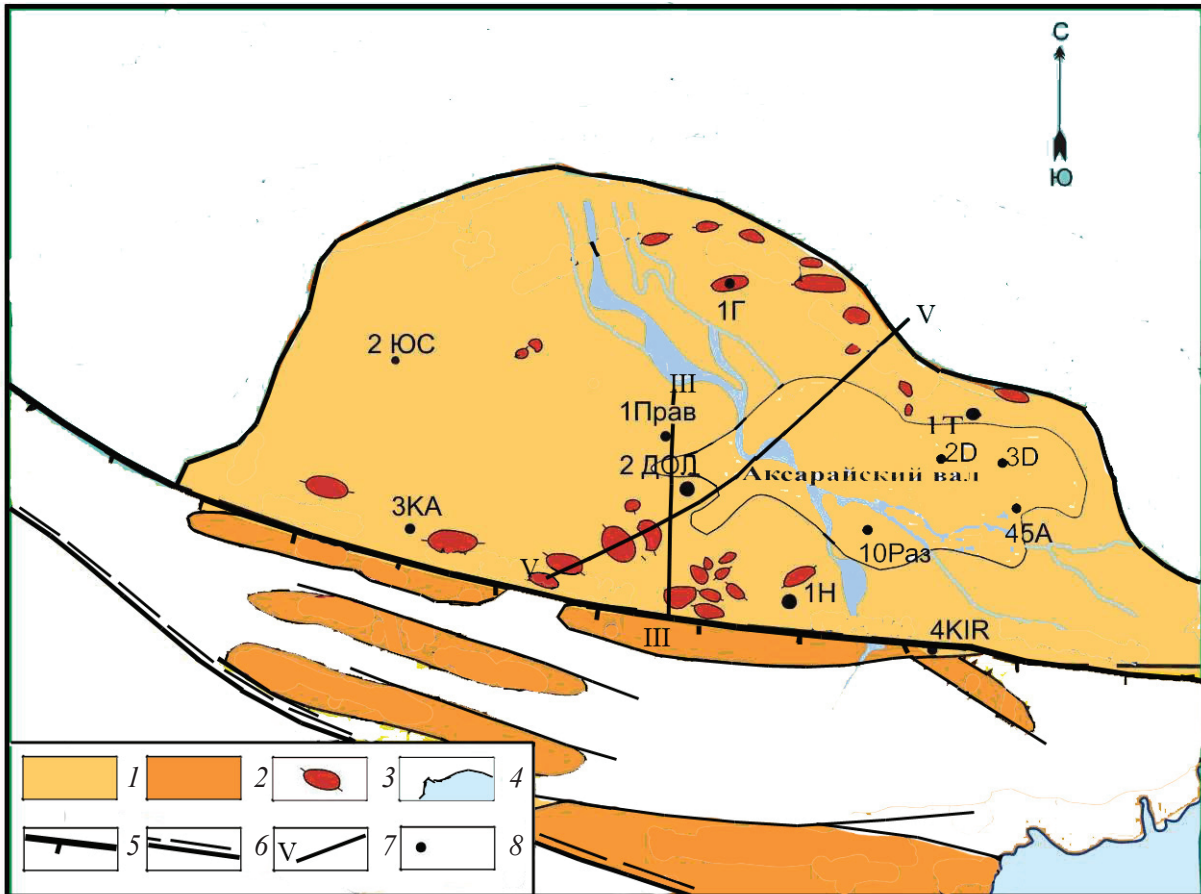 С
Ю
1Г
V
2 ЮС
III
1Прав
1Т
2D
3D
2 ДОЛ
Аксарайский вал
3КА
45А
10Раз
V
1Н
III
4KIR
1 2 3 4
V
5 6 7 8